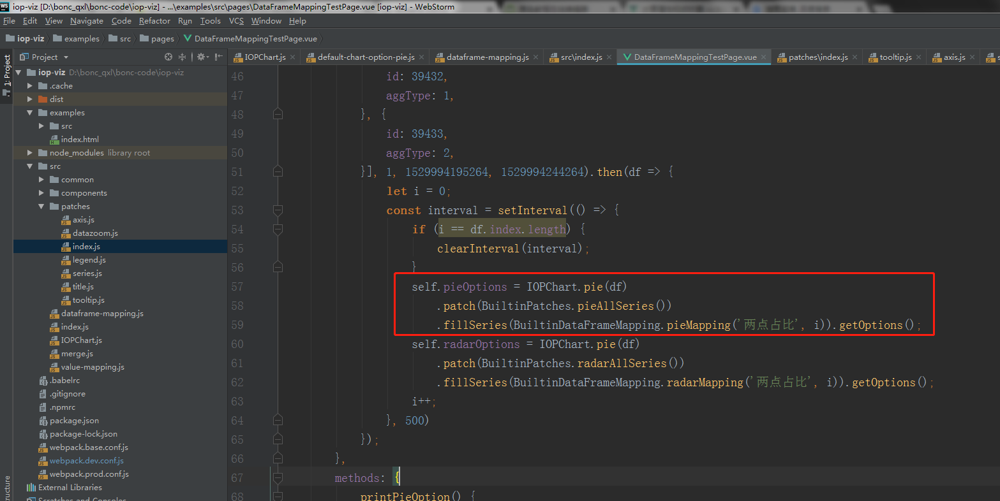 iop-viz [D:\bonc_qxl\bonc-code\iop-viz] - ...\examples\src\pages\DataFrameMappingTestPage.vue [iop-viz] - WebStorm
File Edit View Navigate Code Refactor Run Tools VCS Window Help
iop-viz examples src pages DataFrameMappingTestPage.vue
1: Project
Project
IOPChart.js default-chart-option-pie.js dataframe-mapping.js src\index.js DataFrameMappingTestPage.vue patches\index.js tooltip.js axis.js
iop-viz D:\bonc_qxl\bonc-code\iop-viz
.cache
dist
examples
src
index.html
node_modules library root
src
common
components
patches
axis.js
datazoom.js
index.js
legend.js
series.js
title.js
tooltip.js
dataframe-mapping.js
index.js
IOPChart.js
merge.js
value-mapping.js
.babelrc
.gitignore
.npmrc
package.json
package-lock.json
webpack.base.conf.js
webpack.dev.conf.js
webpack.prod.conf.js
External Libraries
Scratches and Consoles
46 id: 39432,
47 aggType: 1,
48 }, {
49 id: 39433,
50 aggType: 2,
51 }], 1, 1529994195264, 1529994244264).then(df => {
52 let i = 0;
53 const interval = setInterval(() => {
54 if (i == df.index.length) {
55 clearInterval(interval);
56 }
57 self.pieOptions = IOPChart.pie(df)
58 .patch(BuiltinPatches.pieAllSeries())
59 .fillSeries(BuiltinDataFrameMapping.pieMapping('两点占比', i)).getOptions();
60 self.radarOptions = IOPChart.pie(df)
61 .patch(BuiltinPatches.radarAllSeries())
62 .fillSeries(BuiltinDataFrameMapping.radarMapping('两点占比', i)).getOptions();
63 i++;
64 }, 500)
65 });
66 },
67 methods: {
68 printPieOption() {